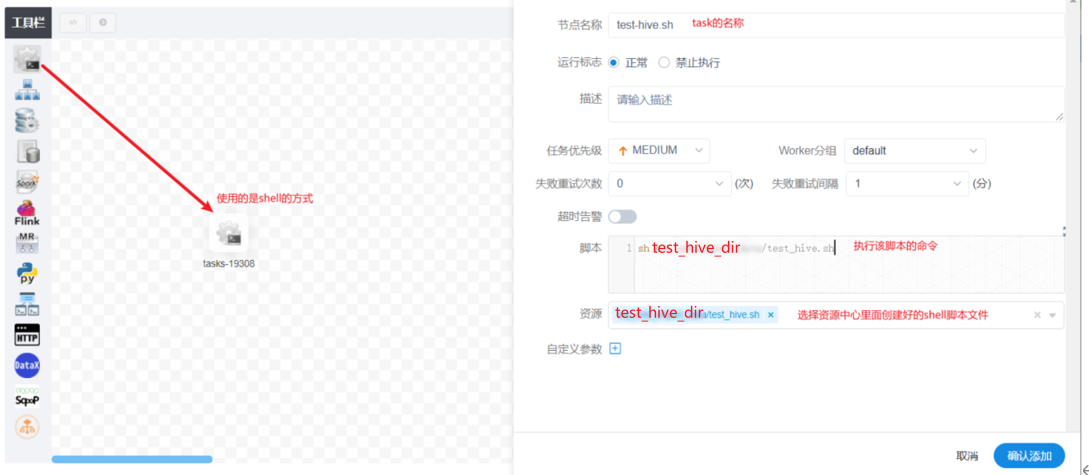 工具栏
Spark
Flink
MR
py
HTTP
DataX
SqooP
使用的是shell的方式
tasks-19308
节点名称 test-hive.sh task的名称
运行标志 正常 禁止执行
描述 请输入描述
任务优先级 MEDIUM Worker分组 default
失败重试次数 0 (次) 失败重试间隔 1 (分)
超时告警
脚本 1 sh test_hive_dir /test_hive.sh 执行该脚本的命令
资源 test_hive_dir /test_hive.sh × 选择资源中心里面创建好的shell脚本文件 ×
自定义参数
取消 确认添加